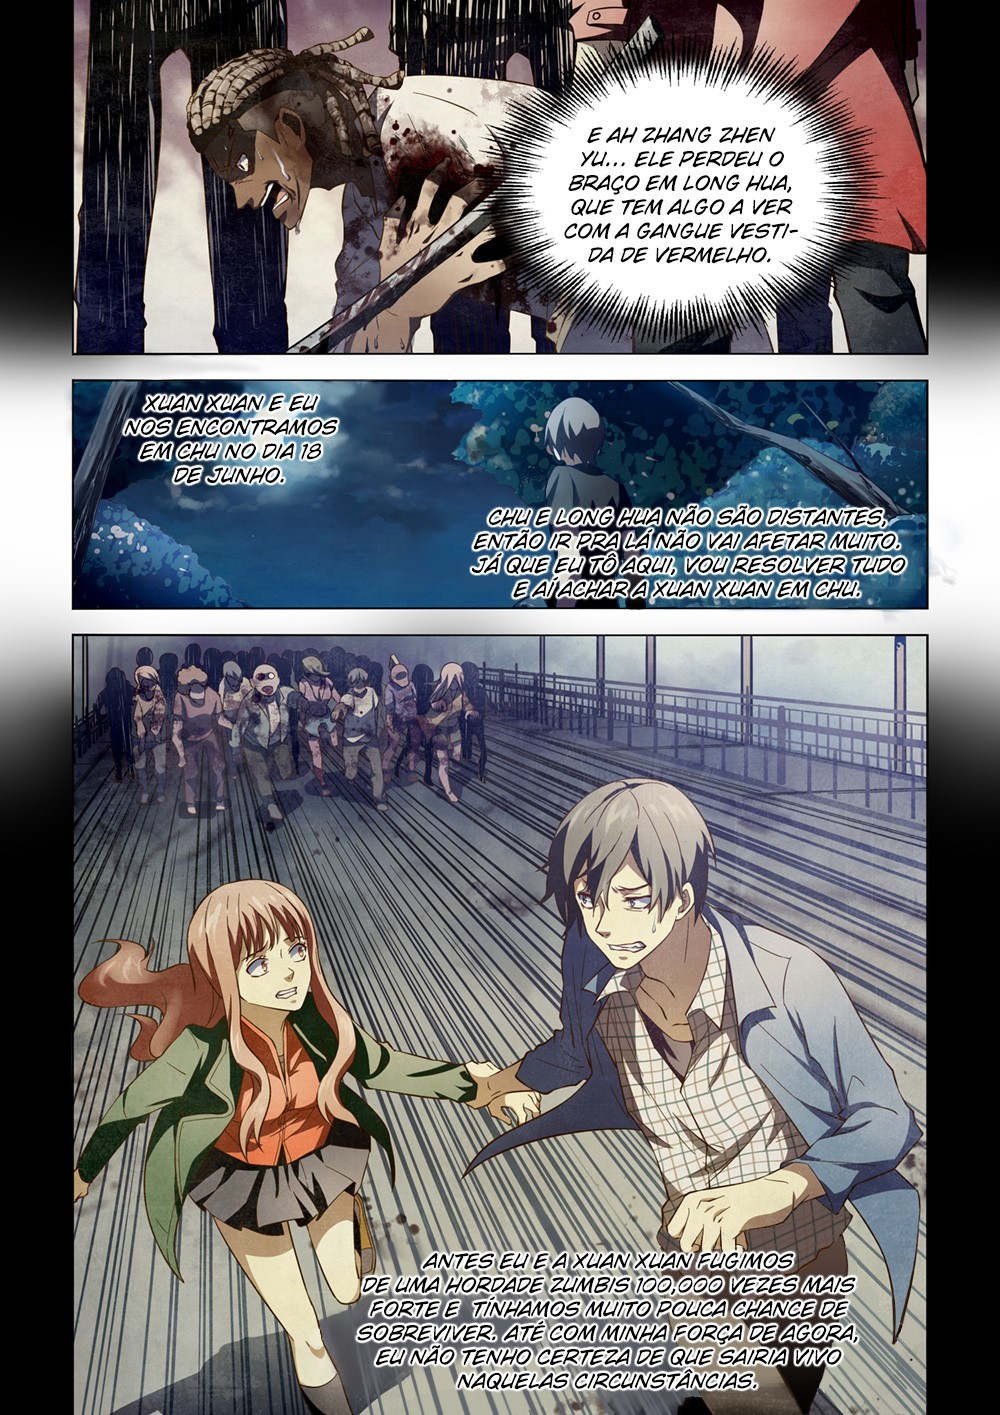 E AH ZHANG ZHEN
YU... ELE PERDEU O
BRAÇO EM LONG HUA,
QUE TEM ALGO A VER
COM A GANGUE VESTI-
DA DE VERMELHO.
XUAN XUAN E EU
NOS ENCONTRAMOS
EM CHU NO DIA 18
DE JUNHO.
CHU E LONG HUA NÃO SÃO DISTANTES,
ENTÃO IR PRA LÁ NÃO VAI AFETAR MUITO.
JÁ QUE EU TÔ AQUI, VOU RESOLVER TUDO
E AÍ ACHAR A XUAN XUAN EM CHU.
ANTES EU E A XUAN XUAN FUGIMOS
DE UMA HORDADE ZUMBIS 100,000 VEZES MAIS
FORTE E TÍNHAMOS MUITO POUCA CHANCE DE
SOBREVIVER. ATÉ COM MINHA FORÇA DE AGORA,
EU NÃO TENHO CERTEZA DE QUE SAIRIA VIVO
NAQUELAS CIRCUNSTÂNCIAS.